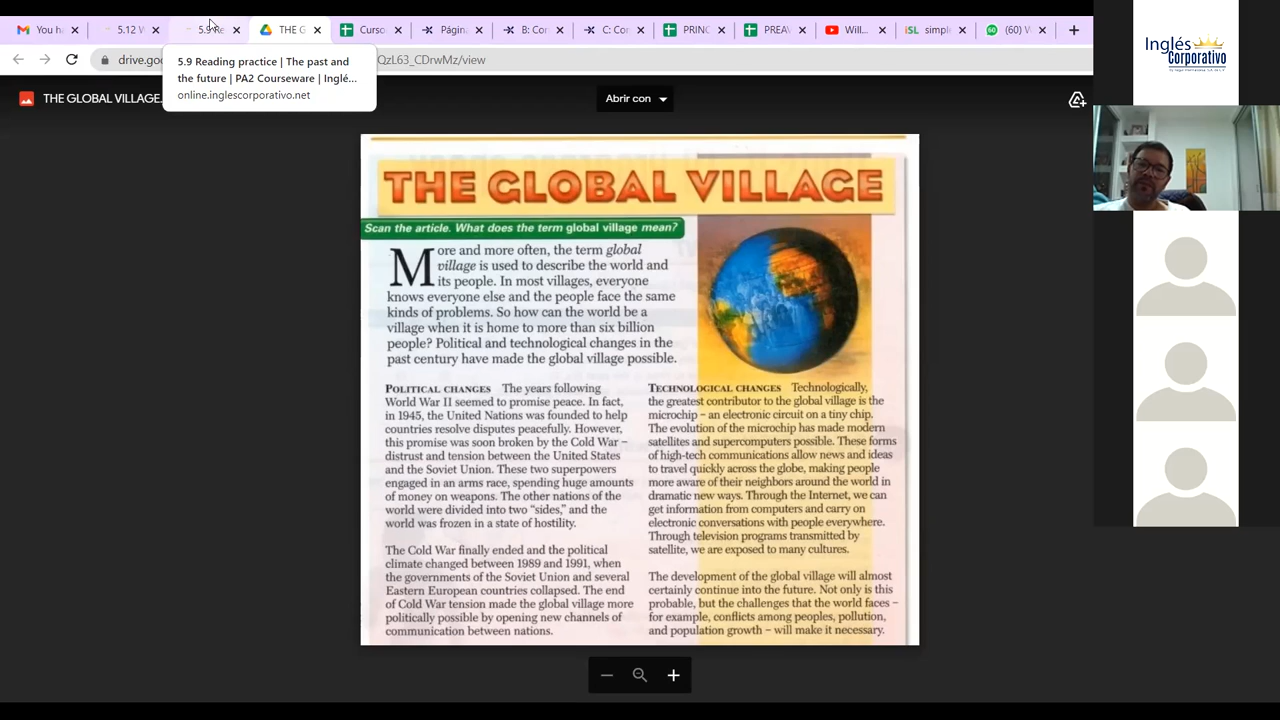 You h
5.12 W
5.9 Re
THE G
Curso
Página
B: Cor
C: Cor
PRINC
PREAV
Will...
simple
(60) W
drive.goo
QzL63_CDrwMz/view
5.9 Reading practice | The past and
the future | PA2 Courseware | Inglé...
online.inglescorporativo.net
THE GLOBAL VILLAGE.
Abrir con
Inglés
Corporativo
THE GLOBAL VILLAGE
Scan the article. What does the term global village mean?
More and more often, the term global
village is used to describe the world and
its people. In most villages, everyone
knows everyone else and the people face the same
kinds of problems. So how can the world be a
village when it is home to more than six billion
people? Political and technological changes in the
past century have made the global village possible.
POLITICAL CHANGES The years following
World War II seemed to promise peace. In fact,
in 1945, the United Nations was founded to help
countries resolve disputes peacefully. However,
this promise was soon broken by the Cold War –
distrust and tension between the United States
and the Soviet Union. These two superpowers
engaged in an arms race, spending huge amounts
of money on weapons. The other nations of the
world were divided into two “sides,” and the
world was frozen in a state of hostility.
The Cold War finally ended and the political
climate changed between 1989 and 1991, when
the governments of the Soviet Union and several
Eastern European countries collapsed. The end
of Cold War tension made the global village more
politically possible by opening new channels of
communication between nations.
TECHNOLOGICAL CHANGES Technologically,
the greatest contributor to the global village is the
microchip – an electronic circuit on a tiny chip.
The evolution of the microchip has made modern
satellites and supercomputers possible. These forms
of high-tech communications allow news and ideas
to travel quickly across the globe, making people
more aware of their neighbors around the world in
dramatic new ways. Through the Internet, we can
get information from computers and carry on
electronic conversations with people everywhere.
Through television programs transmitted by
satellite, we are exposed to many cultures.
The development of the global village will almost
certainly continue into the future. Not only is this
probable, but the challenges that the world faces –
for example, conflicts among peoples, pollution,
and population growth – will make it necessary.